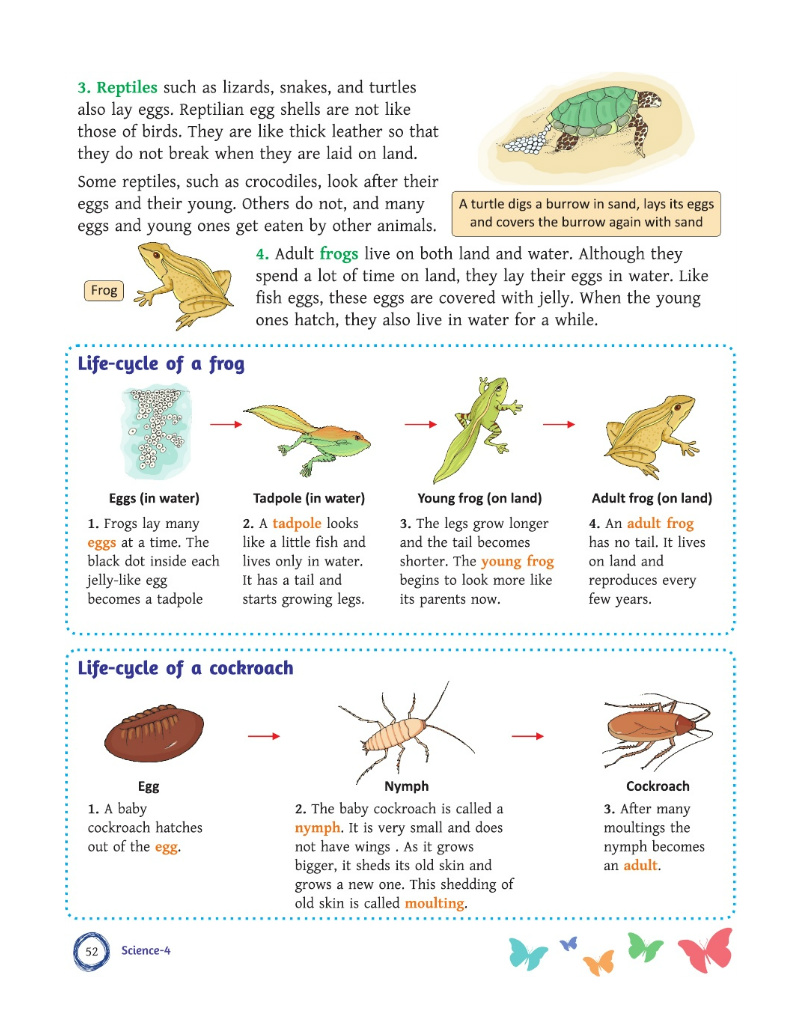 3. Reptiles such as lizards, snakes, and turtles
also lay eggs. Reptilian egg shells are not like
those of birds. They are like thick leather so that
they do not break when they are laid on land.
Some reptiles, such as crocodiles, look after their
eggs and their young. Others do not, and many
eggs and young ones get eaten by other animals.
A turtle digs a burrow in sand, lays its eggs
and covers the burrow again with sand
Frog
4. Adult frogs live on both land and water. Although they
spend a lot of time on land, they lay their eggs in water. Like
fish eggs, these eggs are covered with jelly. When the young
ones hatch, they also live in water for a while.
Life-cycle of a frog
Eggs (in water)
1. Frogs lay many
eggs at a time. The
black dot inside each
jelly-like egg
becomes a tadpole
Tadpole (in water)
2. A tadpole looks
like a little fish and
lives only in water.
It has a tail and
starts growing legs.
Young frog (on land)
3. The legs grow longer
and the tail becomes
shorter. The young frog
begins to look more like
its parents now.
Adult frog (on land)
4. An adult frog
has no tail. It lives
on land and
reproduces every
few years.
Life-cycle of a cockroach
Egg
1. A baby
cockroach hatches
out of the egg.
Nymph
2. The baby cockroach is called a
nymph. It is very small and does
not have wings . As it grows
bigger, it sheds its old skin and
grows a new one. This shedding of
old skin is called moulting.
Cockroach
3. After many
moultings the
nymph becomes
an adult.
52
Science-4